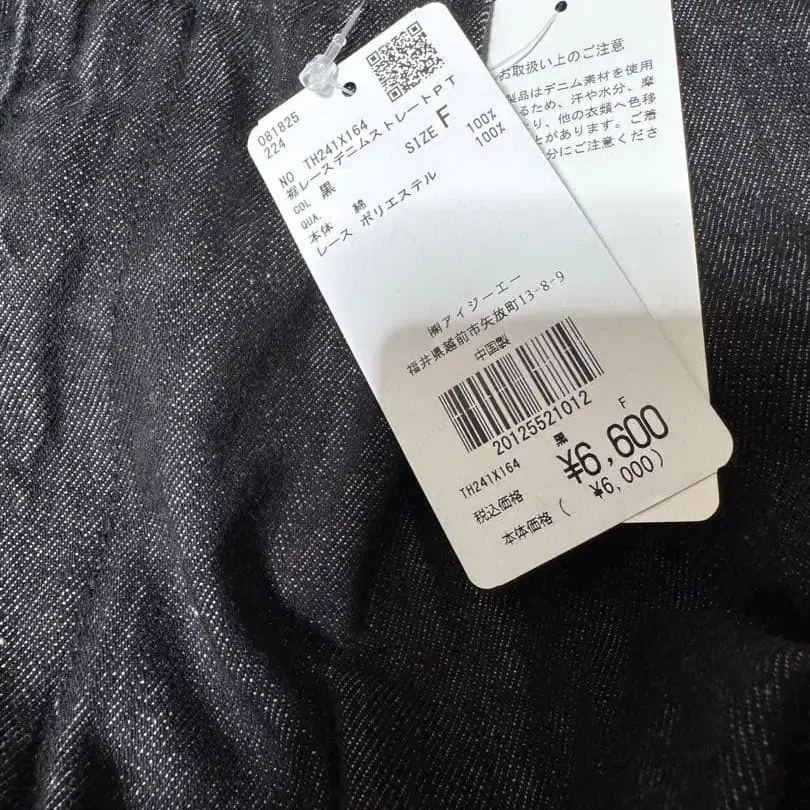 081825
224
NO TH241X164
裾レースデニムストレートPT
COL 黒 SIZE F
QUA.
本体 綿 100%
レース ポリエステル 100%
㈱アイジーエー
福井県越前市矢放町13-8-9
中国製
20125521012
黒 F
TH241X164
税込価格 ¥6,600
本体価格 ( ¥6,000)
お取扱い上のご注意
製品はデニム素材を使用
るため、汗や水分、摩
り、他の衣類へ色移
とがあります。ご着
分にご注意くださ